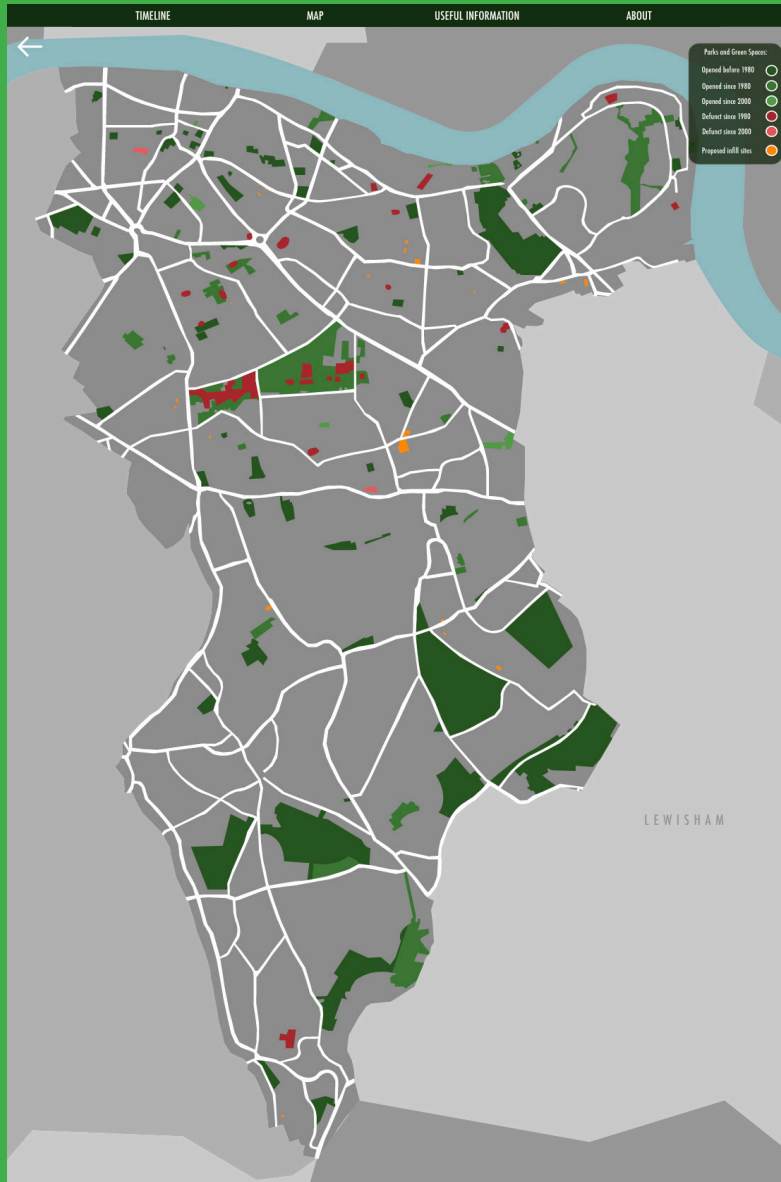 TIMELINE MAP USEFUL INFORMATION ABOUT
Parks and Green Spaces:
Opened before 1980
Opened since 1980
Opened since 2000
Defunct since 1980
Defunct since 2000
Proposed infill sites
LEWISHAM